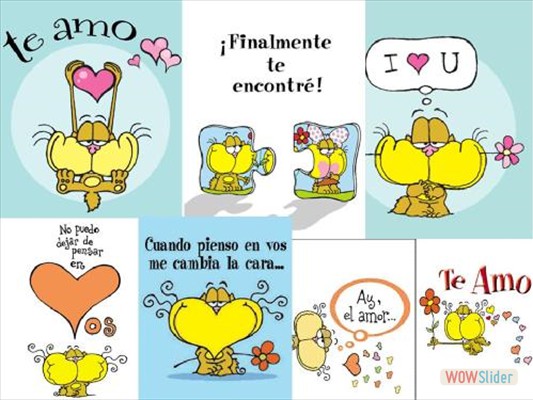 te amo
¡Finalmente
te
encontré!
I ♥ U
No puedo
dejar de
pensar
en
os
Cuando pienso en vos
me cambia la cara...
Ay,
el amor...
Te Amo
WOWSlider